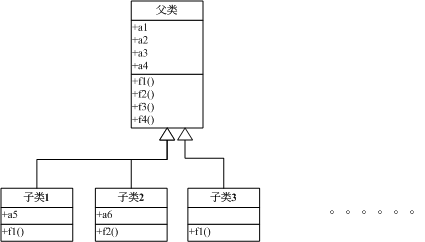 父类
+a1
+a2
+a3
+a4
+f1()
+f2()
+f3()
+f4()
子类1
+a5
+f1()
子类2
+a6
+f2()
子类3
+f1()
。。。。。。